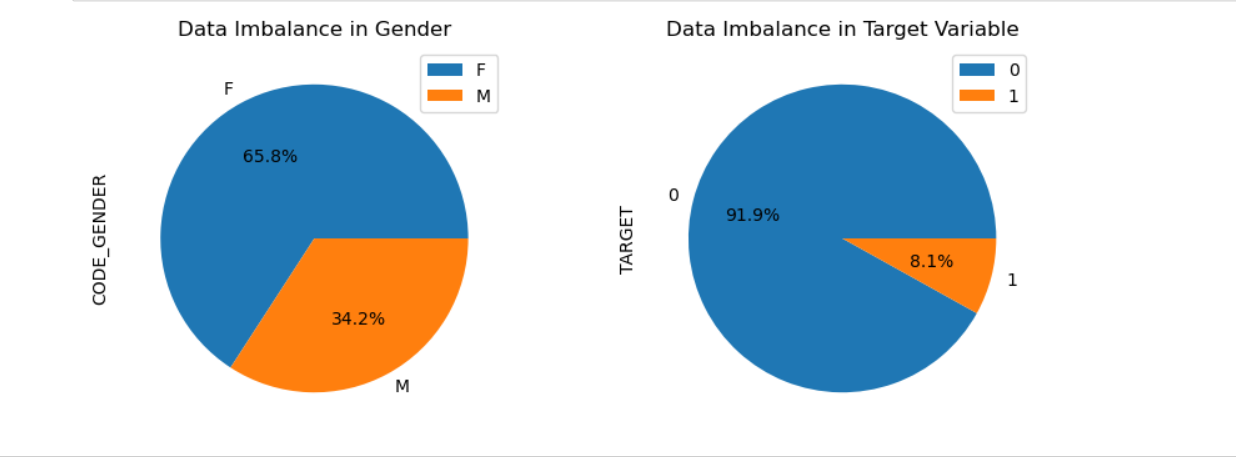 Data Imbalance in Gender
F
M
F
65.8%
34.2%
M
CODE_GENDER
Data Imbalance in Target Variable
0
1
0
91.9%
8.1%
1
TARGET